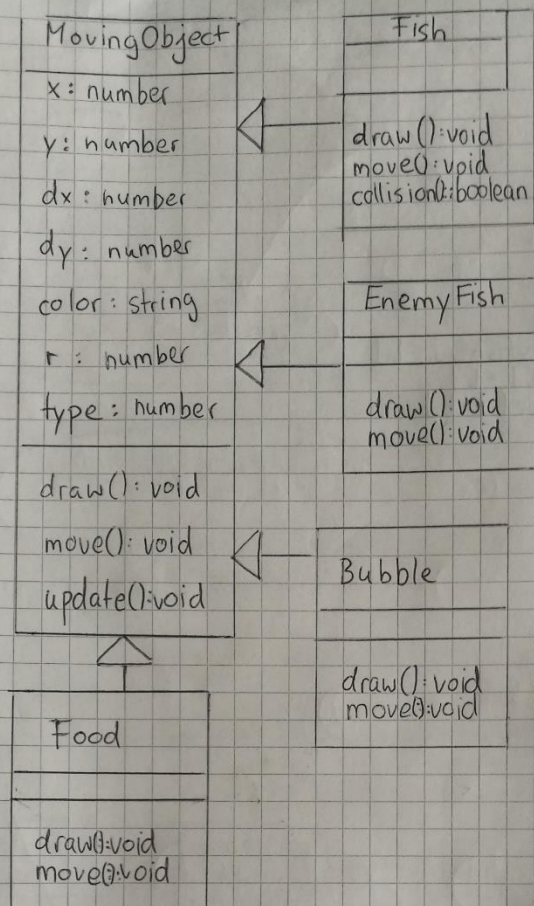 MovingObject
x: number
y: number
dx: number
dy: number
color: string
r: number
type: number
draw(): void
move(): void
update():void
Fish
draw():void
move():void
collision():boolean
EnemyFish
draw():void
move():void
Bubble
draw():void
move():void
Food
draw():void
move():void